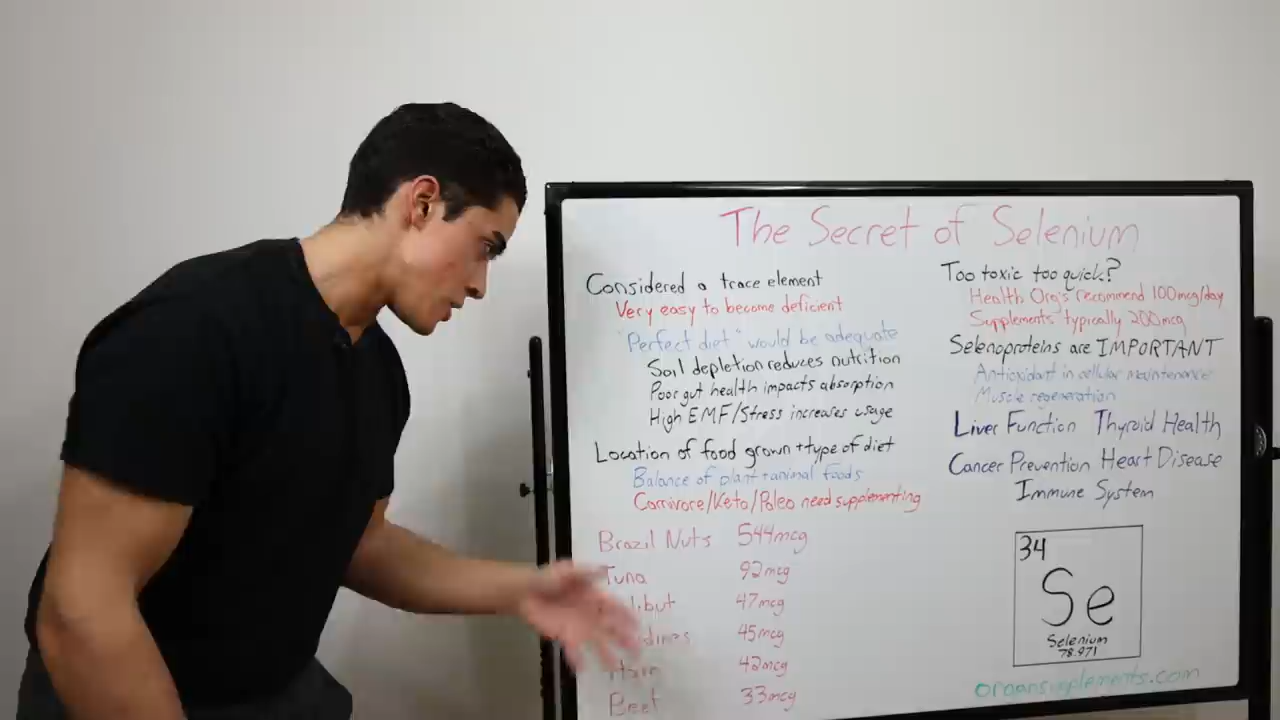 The Secret of Selenium
Considered a trace element
Very easy to become deficient
"Perfect diet" would be adequate
Soil depletion reduces nutrition
Poor gut health impacts absorption
High EMF/Stress increases usage
Location of food grown + type of diet
Balance of plant + animal foods
Carnivore/Keto/Paleo need supplementing
Brazil Nuts 544mcg
Tuna 92mcg
47mcg
45mcg
42mcg
Beef 33mcg
Too toxic too quick?
Health Org's recommend 100mcg/day
Supplements typically 200mcg
Selenoproteins are IMPORTANT
Antioxidant in cellular maintenance
Muscle regeneration
Liver Function Thyroid Health
Cancer Prevention Heart Disease
Immune System
34
Se
Selenium
78.971
organsupplements.com